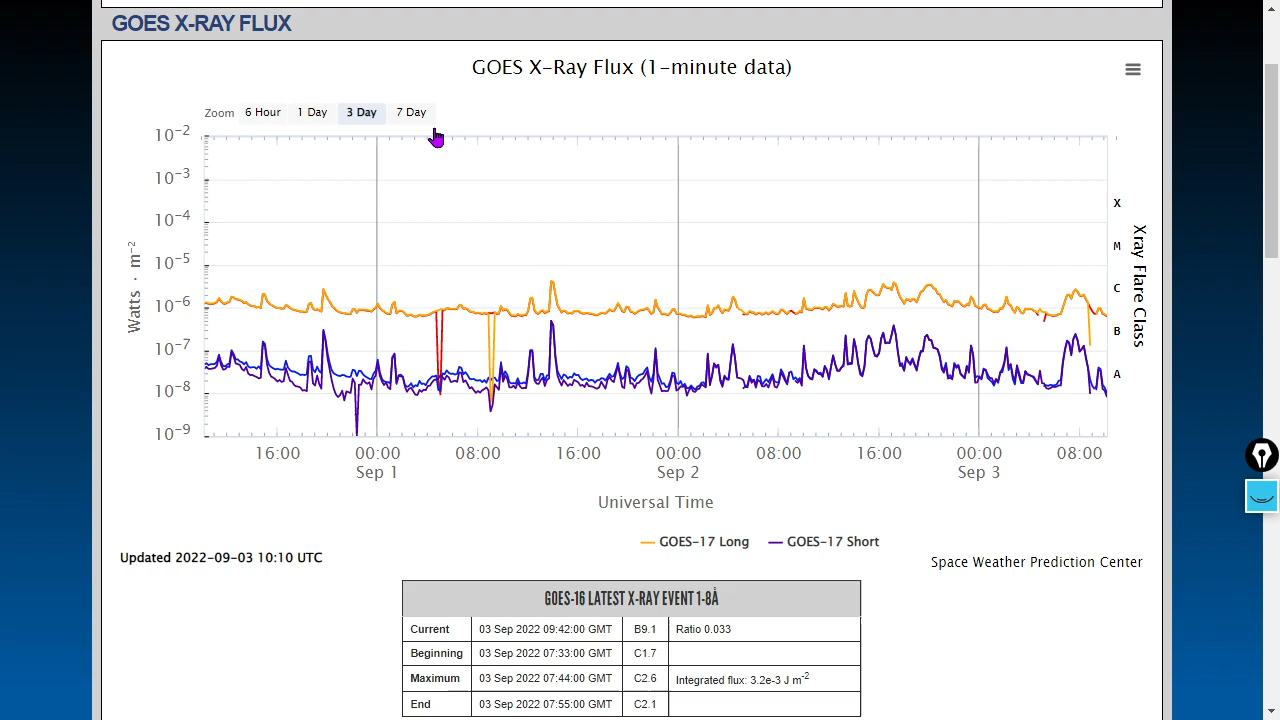 GOES X-RAY FLUX
GOES X-Ray Flux (1-minute data)
Zoom 6 Hour 1 Day 3 Day 7 Day
10-2
10-3
10-4
10-5
10-6
10-7
10-8
10-9
Watts · m-2
X
M
C
B
A
Xray Flare Class
16:00 00:00 08:00 16:00 00:00 08:00 16:00 00:00 08:00
Sep 1 Sep 2 Sep 3
Universal Time
GOES-17 Long GOES-17 Short
Updated 2022-09-03 10:10 UTC
Space Weather Prediction Center
GOES-16 LATEST X-RAY EVENT 1-8Å
Current 03 Sep 2022 09:42:00 GMT B9.1 Ratio 0.033
Beginning 03 Sep 2022 07:33:00 GMT C1.7
Maximum 03 Sep 2022 07:44:00 GMT C2.6 Integrated flux: 3.2e-3 J m-2
End 03 Sep 2022 07:55:00 GMT C2.1